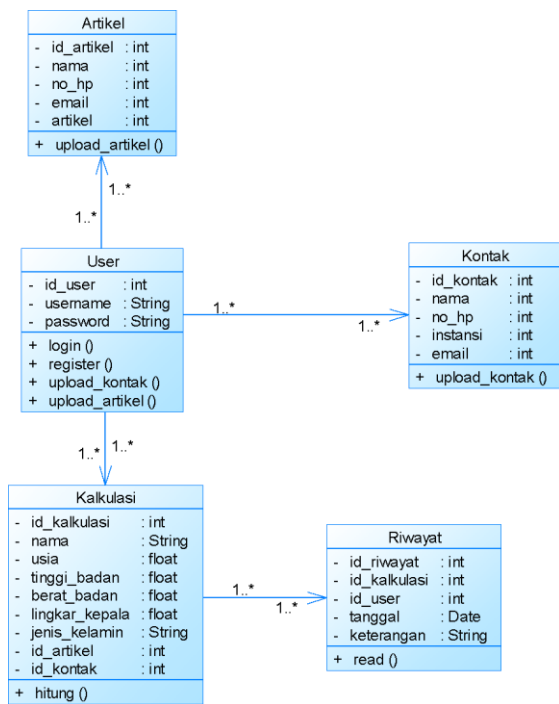 Artikel
- id_artikel : int
- nama : int
- no_hp : int
- email : int
- artikel : int
+ upload_artikel ()
1..*
1..*
User
- id_user : int
- username : String
- password : String
+ login ()
+ register ()
+ upload_kontak ()
+ upload_artikel ()
1..*
1..*
Kontak
- id_kontak : int
- nama : int
- no_hp : int
- instansi : int
- email : int
+ upload_kontak ()
1..*
1..*
Kalkulasi
- id_kalkulasi : int
- nama : String
- usia : float
- tinggi_badan : float
- berat_badan : float
- lingkar_kepala : float
- jenis_kelamin : String
- id_artikel : int
- id_kontak : int
+ hitung ()
1..*
1..*
Riwayat
- id_riwayat : int
- id_kalkulasi : int
- id_user : int
- tanggal : Date
- keterangan : String
+ read ()